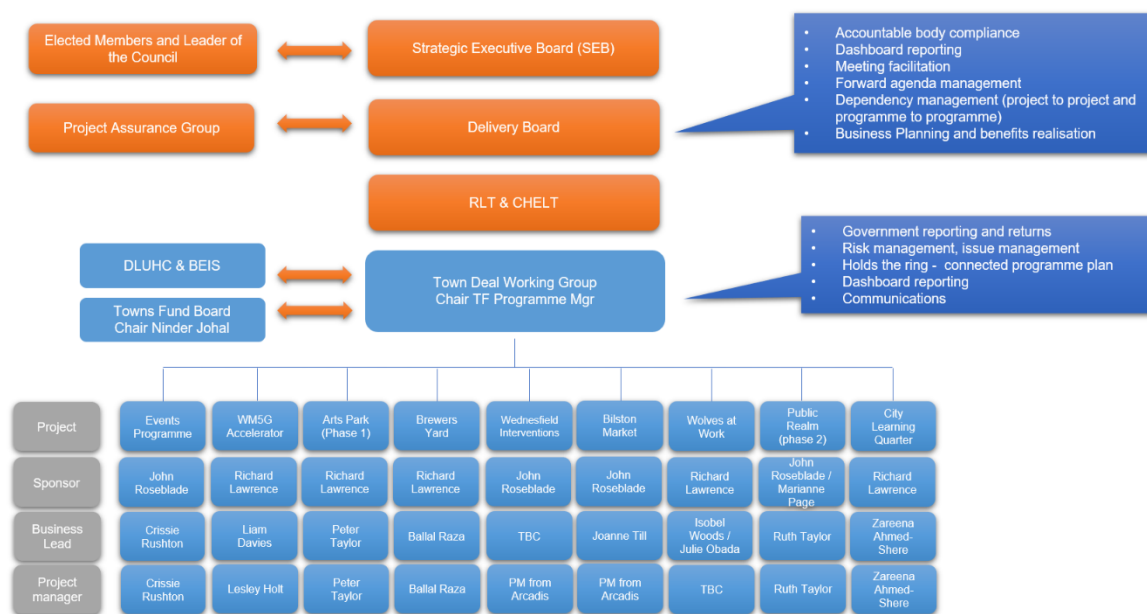 Elected Members and Leader of
the Council
Strategic Executive Board (SEB)
• Accountable body compliance
• Dashboard reporting
• Meeting facilitation
• Forward agenda management
• Dependency management (project to project and
programme to programme)
• Business Planning and benefits realisation
Project Assurance Group
Delivery Board
RLT & CHELT
DLUHC & BEIS
Towns Fund Board
Chair Ninder Johal
Town Deal Working Group
Chair TF Programme Mgr
• Government reporting and returns
• Risk management, issue management
• Holds the ring - connected programme plan
• Dashboard reporting
• Communications
Project
Events
Programme
WM5G
Accelerator
Arts Park
(Phase 1)
Brewers
Yard
Wednesfield
Interventions
Bilston
Market
Wolves at
Work
Public
Realm
(phase 2)
City
Learning
Quarter
Sponsor
John
Roseblade
Richard
Lawrence
Richard
Lawrence
Richard
Lawrence
John
Roseblade
John
Roseblade
Richard
Lawrence
John
Roseblade /
Marianne
Page
Richard
Lawrence
Business
Lead
Crissie
Rushton
Liam
Davies
Peter
Taylor
Ballal Raza
TBC
Joanne Till
Isobel
Woods /
Julie Obada
Ruth Taylor
Zareena
Ahmed-
Shere
Project
manager
Crissie
Rushton
Lesley Holt
Peter
Taylor
Ballal Raza
PM from
Arcadis
PM from
Arcadis
TBC
Ruth Taylor
Zareena
Ahmed-
Shere